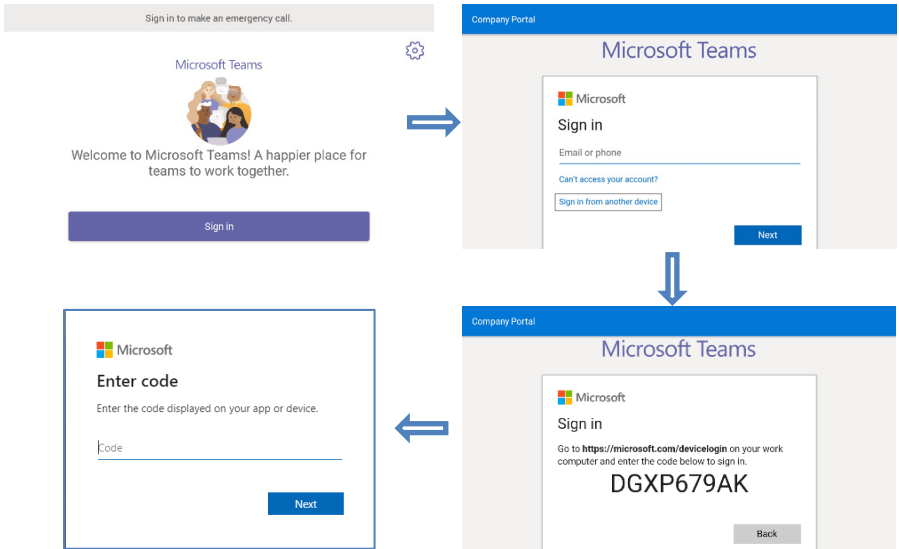 Sign in to make an emergency call.
Microsoft Teams
Welcome to Microsoft Teams! A happier place for
teams to work together.
Sign in
Company Portal
Microsoft Teams
Microsoft
Sign in
Email or phone
Can't access your account?
Sign in from another device
Next
Company Portal
Microsoft Teams
Microsoft
Sign in
Go to https://microsoft.com/devicelogin on your work
computer and enter the code below to sign in.
DGXP679AK
Back
Microsoft
Enter code
Enter the code displayed on your app or device.
Code
Next